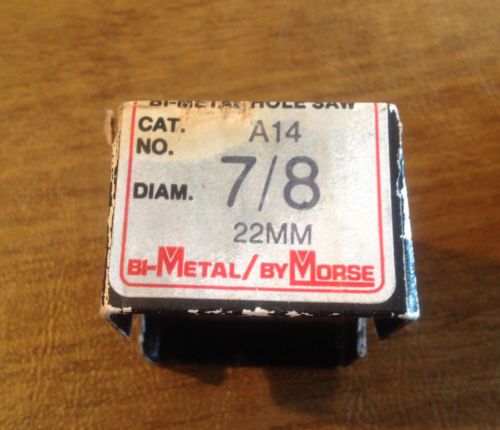 BI-METAL HOLE SAW
CAT. NO. A14
DIAM. 7/8
22MM
BI-METAL/BY MORSE